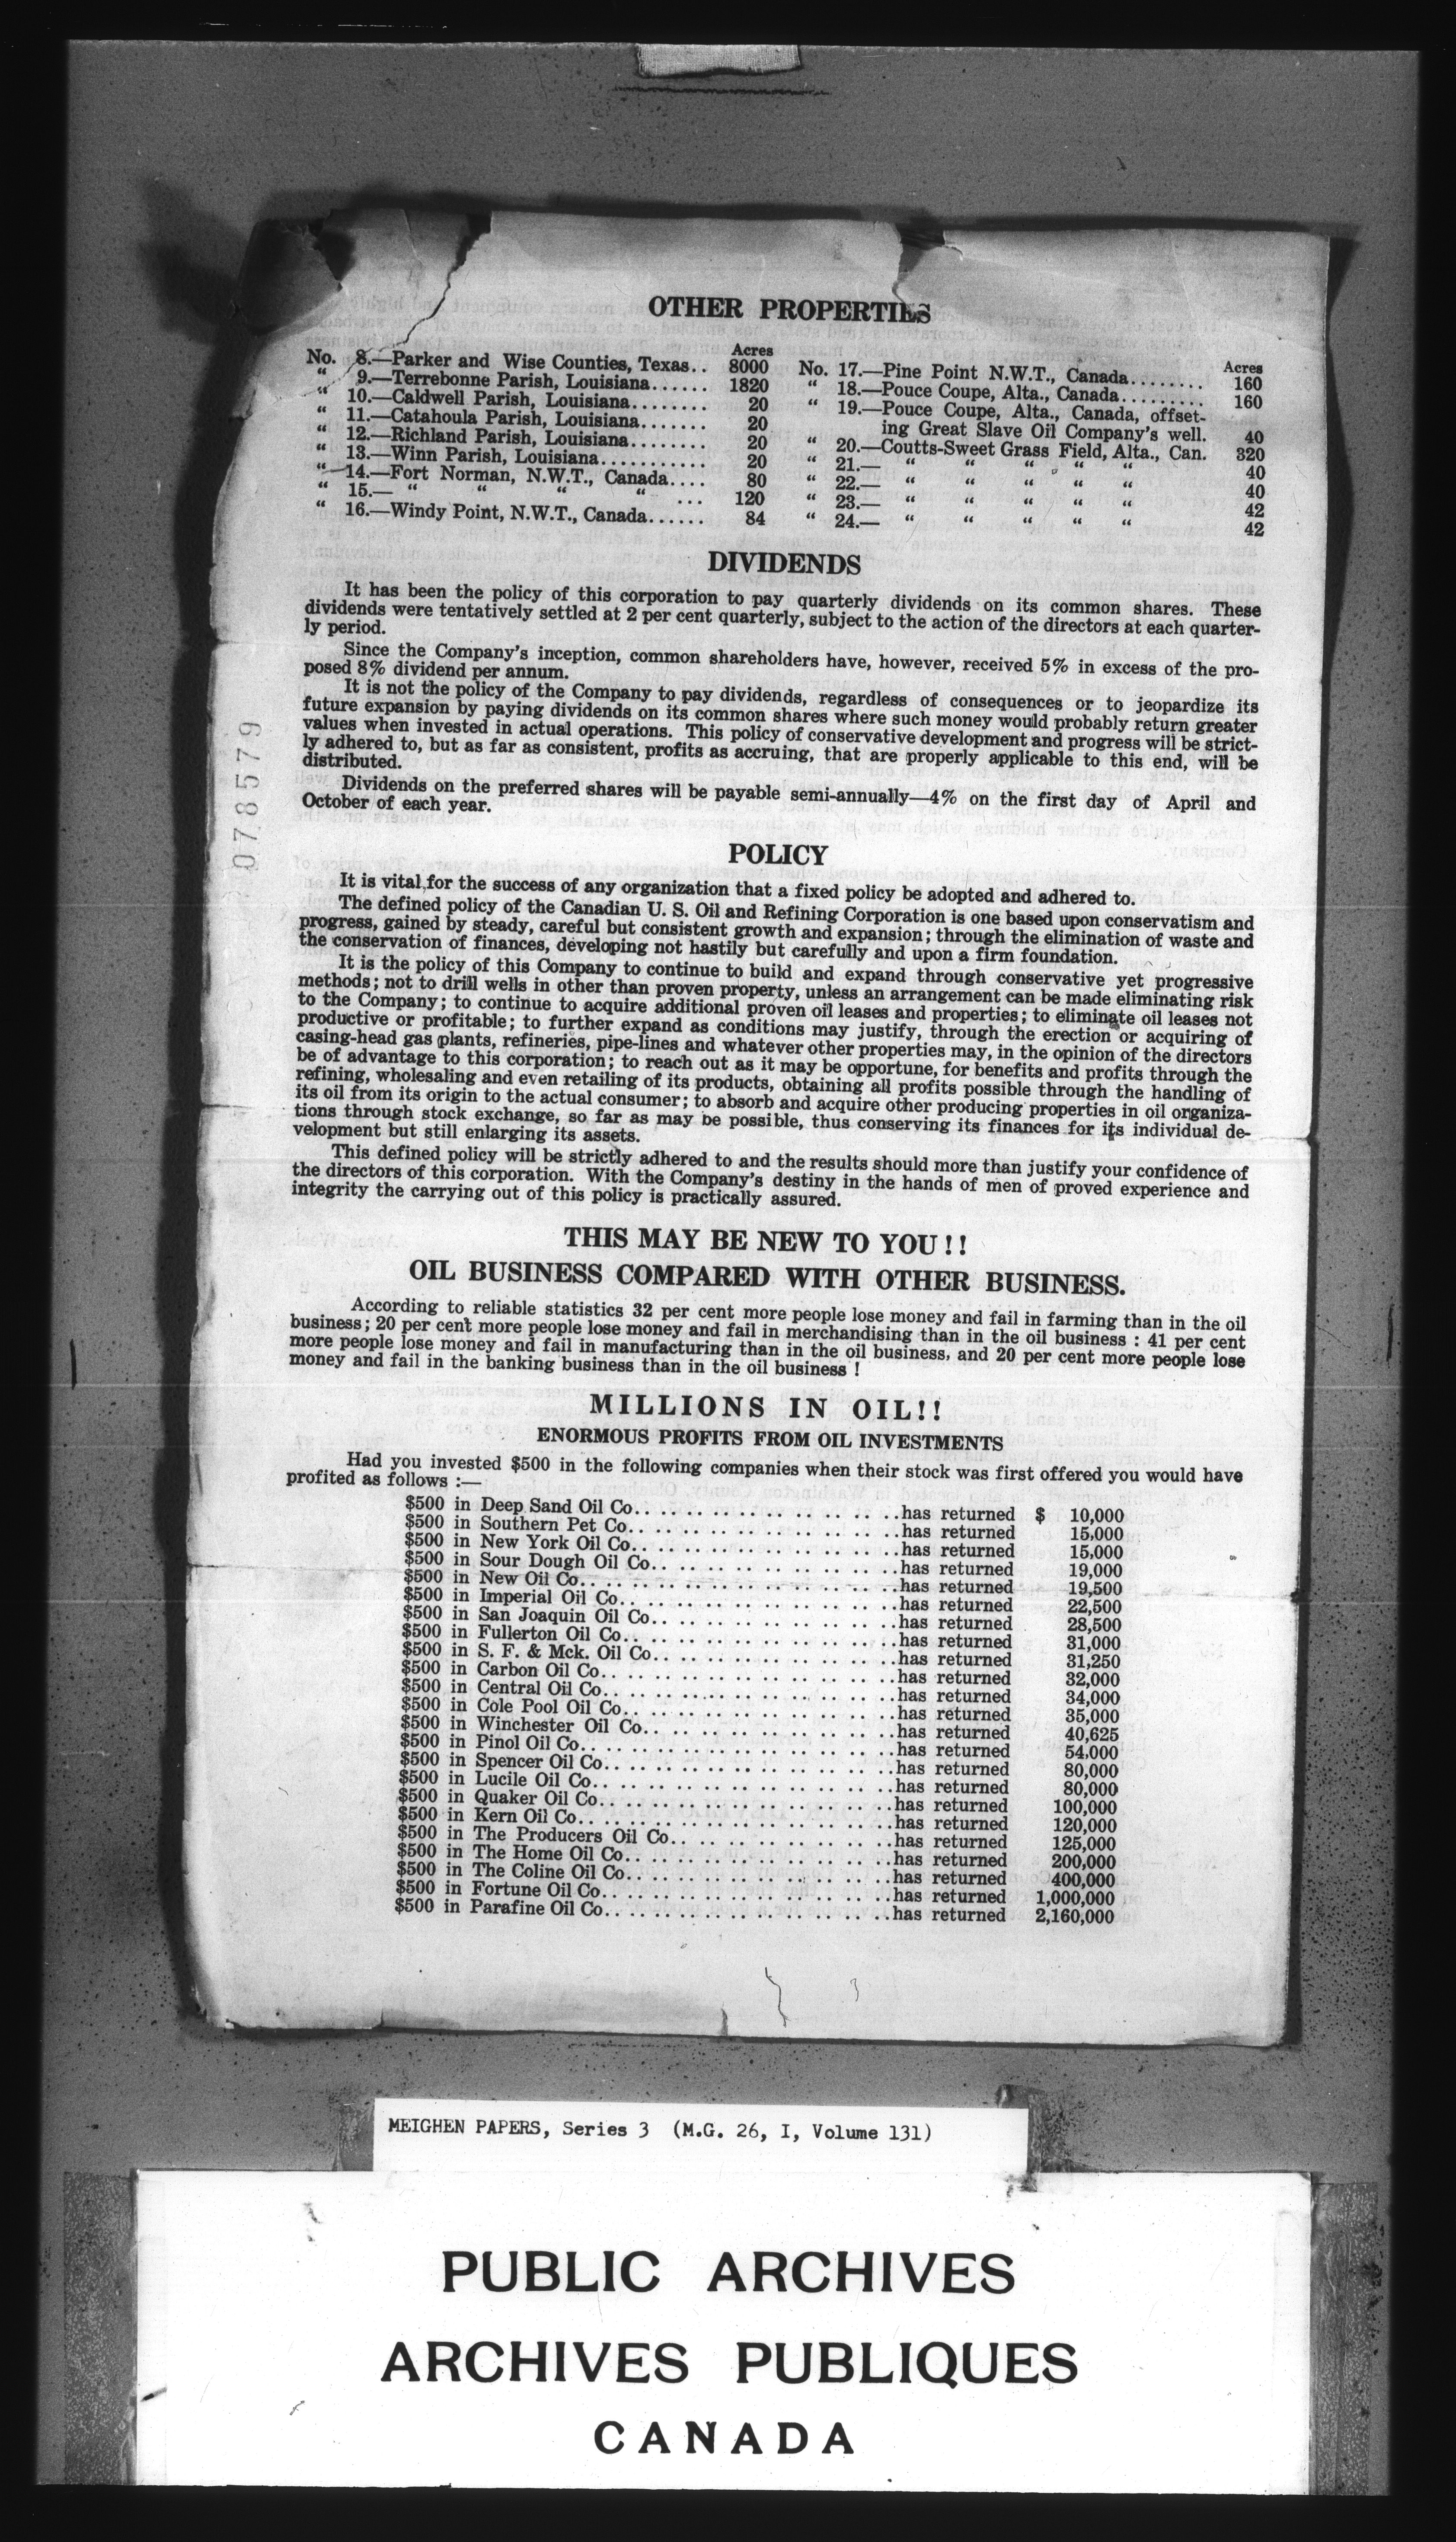 OTHER PROPERTIES
Acres
No. 8.—Parker and Wise Counties, Texas.. 8000
“ 9.—Terrebonne Parish, Louisiana...... 1820
“ 10.—Caldwell Parish, Louisiana........ 20
“ 11.—Catahoula Parish, Louisiana....... 20
“ 12.—Richland Parish, Louisiana........ 20
“ 13.—Winn Parish, Louisiana........... 20
“ 14.—Fort Norman, N.W.T., Canada.... 80
“ 15.— “ “ “ “ ... 120
“ 16.—Windy Point, N.W.T., Canada...... 84
Acres
No. 17.—Pine Point N.W.T., Canada........ 160
“ 18.—Pouce Coupe, Alta., Canada......... 160
“ 19.—Pouce Coupe, Alta., Canada, offset-
ing Great Slave Oil Company's well. 40
“ 20.—Coutts-Sweet Grass Field, Alta., Can. 320
“ 21.— “ “ “ “ “ 40
“ 22.— “ “ “ “ “ 40
“ 23.— “ “ “ “ “ 42
“ 24.— “ “ “ “ “ 42
DIVIDENDS
It has been the policy of this corporation to pay quarterly dividends on its common shares. These
dividends were tentatively settled at 2 per cent quarterly, subject to the action of the directors at each quarter-
ly period.
Since the Company's inception, common shareholders have, however, received 5% in excess of the pro-
posed 8% dividend per annum.
It is not the policy of the Company to pay dividends, regardless of consequences or to jeopardize its
future expansion by paying dividends on its common shares where such money would probably return greater
values when invested in actual operations. This policy of conservative development and progress will be strict-
ly adhered to, but as far as consistent, profits as accruing, that are properly applicable to this end, will be
distributed.
Dividends on the preferred shares will be payable semi-annually—4% on the first day of April and
October of each year.
078579
POLICY
It is vital for the success of any organization that a fixed policy be adopted and adhered to.
The defined policy of the Canadian U. S. Oil and Refining Corporation is one based upon conservatism and
progress, gained by steady, careful but consistent growth and expansion; through the elimination of waste and
the conservation of finances, developing not hastily but carefully and upon a firm foundation.
It is the policy of this Company to continue to build and expand through conservative yet progressive
methods; not to drill wells in other than proven property, unless an arrangement can be made eliminating risk
to the Company; to continue to acquire additional proven oil leases and properties; to eliminate oil leases not
productive or profitable; to further expand as conditions may justify, through the erection or acquiring of
casing-head gas plants, refineries, pipe-lines and whatever other properties may, in the opinion of the directors
be of advantage to this corporation; to reach out as it may be opportune, for benefits and profits through the
refining, wholesaling and even retailing of its products, obtaining all profits possible through the handling of
its oil from its origin to the actual consumer; to absorb and acquire other producing properties in oil organiza-
tions through stock exchange, so far as may be possible, thus conserving its finances for its individual de-
velopment but still enlarging its assets.
This defined policy will be strictly adhered to and the results should more than justify your confidence of
the directors of this corporation. With the Company's destiny in the hands of men of proved experience and
integrity the carrying out of this policy is practically assured.
THIS MAY BE NEW TO YOU!!
OIL BUSINESS COMPARED WITH OTHER BUSINESS.
According to reliable statistics 32 per cent more people lose money and fail in farming than in the oil
business; 20 per cent more people lose money and fail in merchandising than in the oil business : 41 per cent
more people lose money and fail in manufacturing than in the oil business, and 20 per cent more people lose
money and fail in the banking business than in the oil business !
MILLIONS IN OIL!!
ENORMOUS PROFITS FROM OIL INVESTMENTS
Had you invested $500 in the following companies when their stock was first offered you would have
profited as follows :—
$500 in Deep Sand Oil Co. has returned $ 10,000
$500 in Southern Pet Co. has returned 15,000
$500 in New York Oil Co. has returned 15,000
$500 in Sour Dough Oil Co. has returned 19,000
$500 in New Oil Co. has returned 19,500
$500 in Imperial Oil Co. has returned 22,500
$500 in San Joaquin Oil Co. has returned 28,500
$500 in Fullerton Oil Co. has returned 31,000
$500 in S. F. & Mck. Oil Co. has returned 31,250
$500 in Carbon Oil Co. has returned 32,000
$500 in Central Oil Co. has returned 34,000
$500 in Cole Pool Oil Co. has returned 35,000
$500 in Winchester Oil Co. has returned 40,625
$500 in Pinol Oil Co. has returned 54,000
$500 in Spencer Oil Co. has returned 80,000
$500 in Lucile Oil Co. has returned 80,000
$500 in Quaker Oil Co. has returned 100,000
$500 in Kern Oil Co. has returned 120,000
$500 in The Producers Oil Co. has returned 125,000
$500 in The Home Oil Co. has returned 200,000
$500 in The Coline Oil Co. has returned 400,000
$500 in Fortune Oil Co. has returned 1,000,000
$500 in Parafine Oil Co. has returned 2,160,000
MEIGHEN PAPERS, Series 3 (M.G. 26, I, Volume 131)
PUBLIC ARCHIVES
ARCHIVES PUBLIQUES
CANADA